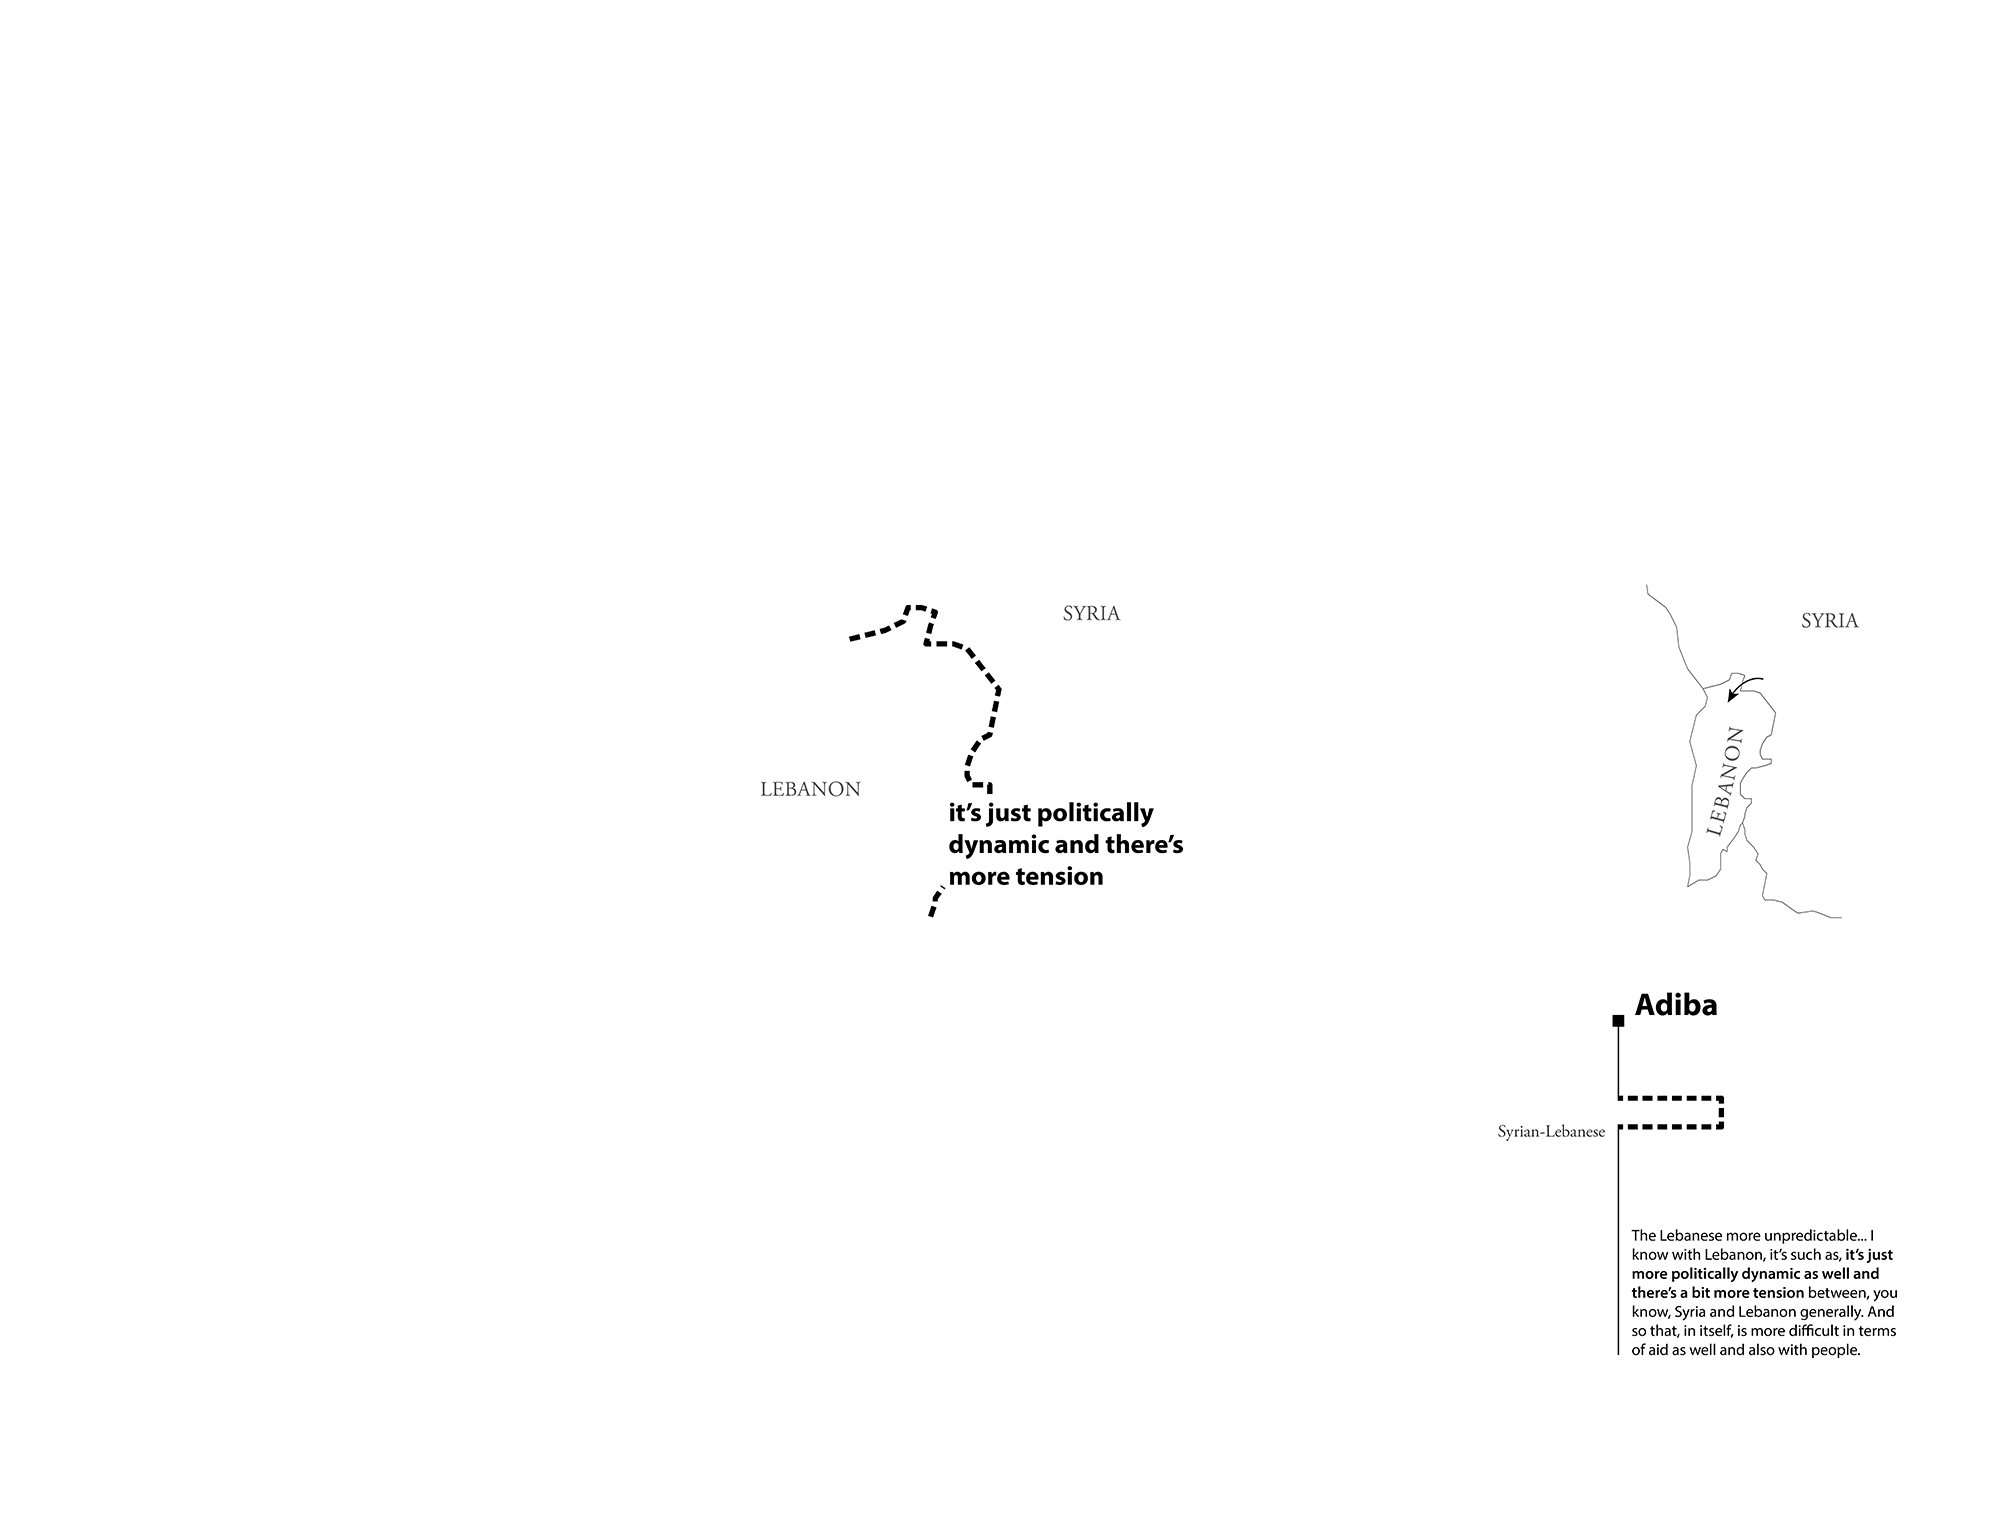 SYRIA
LEBANON
it’s just politically
dynamic and there’s
more tension
SYRIA
LEBANON
Adiba
Syrian-Lebanese
The Lebanese more unpredictable... I
know with Lebanon, it’s such as, it’s just
more politically dynamic as well and
there’s a bit more tension between, you
know, Syria and Lebanon generally. And
so that, in itself, is more difficult in terms
of aid as well and also with people.